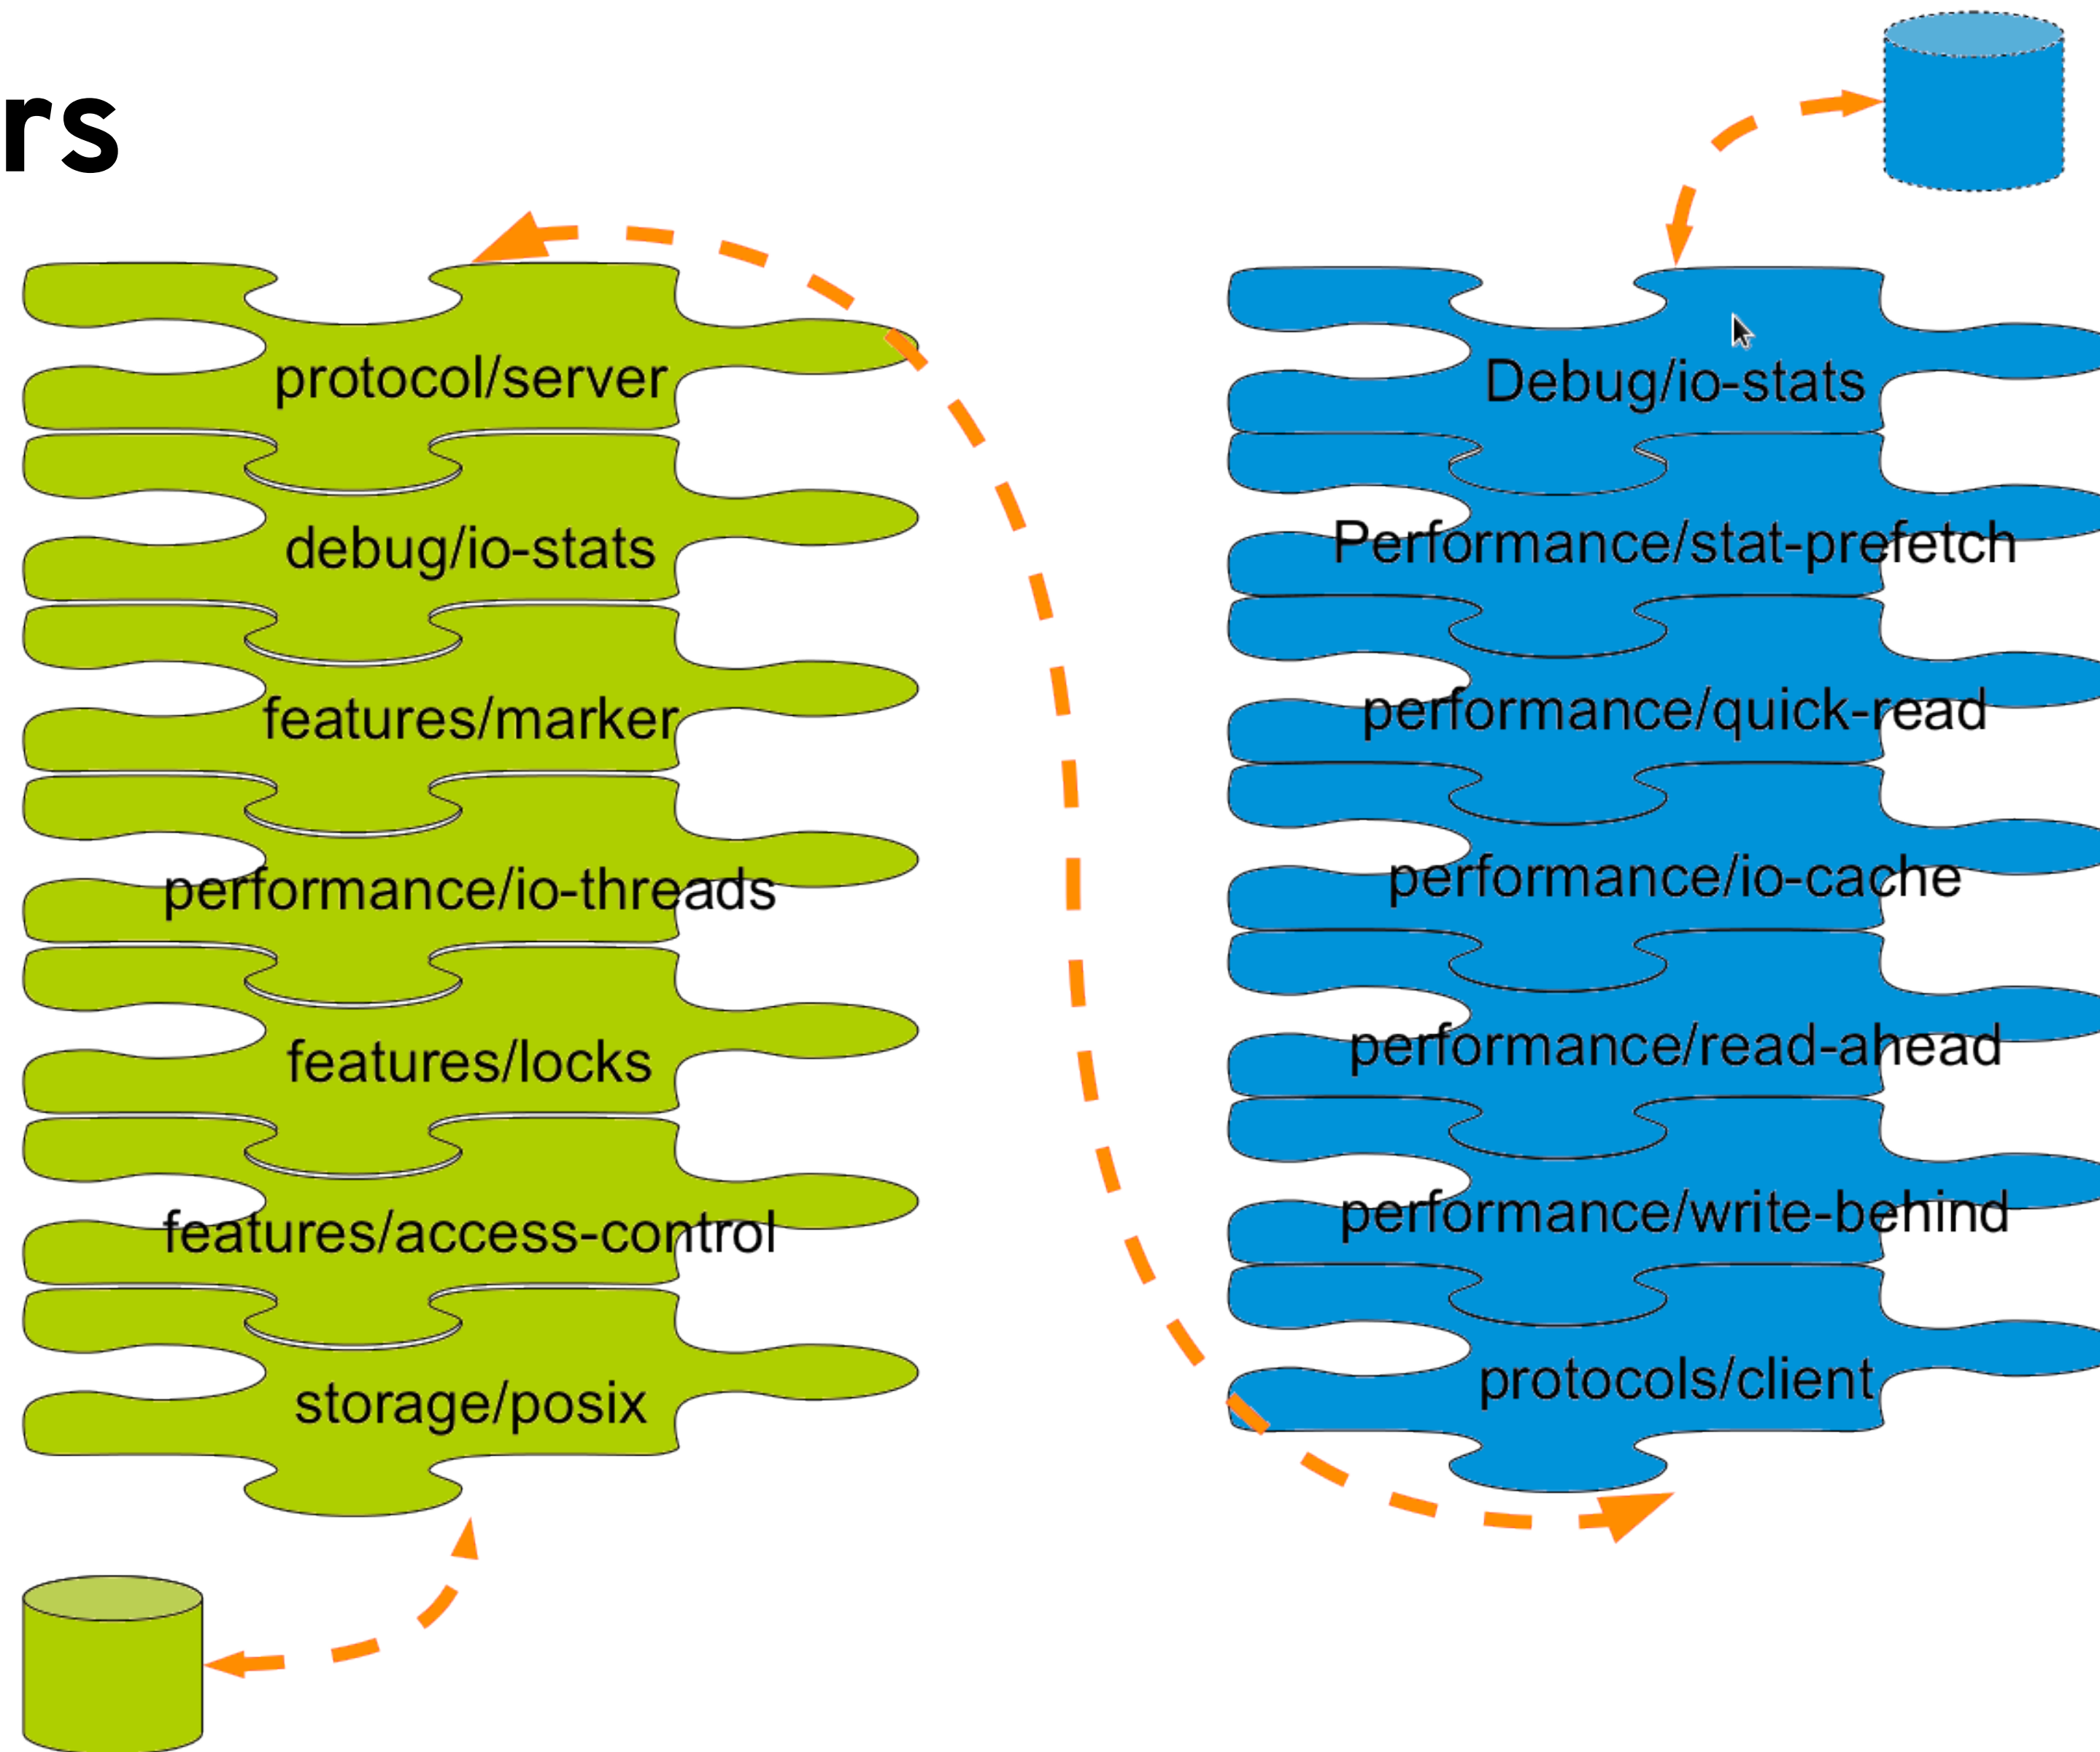 rs
protocol/server
debug/io-stats
features/marker
performance/io-threads
features/locks
features/access-control
storage/posix
Debug/io-stats
Performance/stat-prefetch
performance/quick-read
performance/io-cache
performance/read-ahead
performance/write-behind
protocols/client